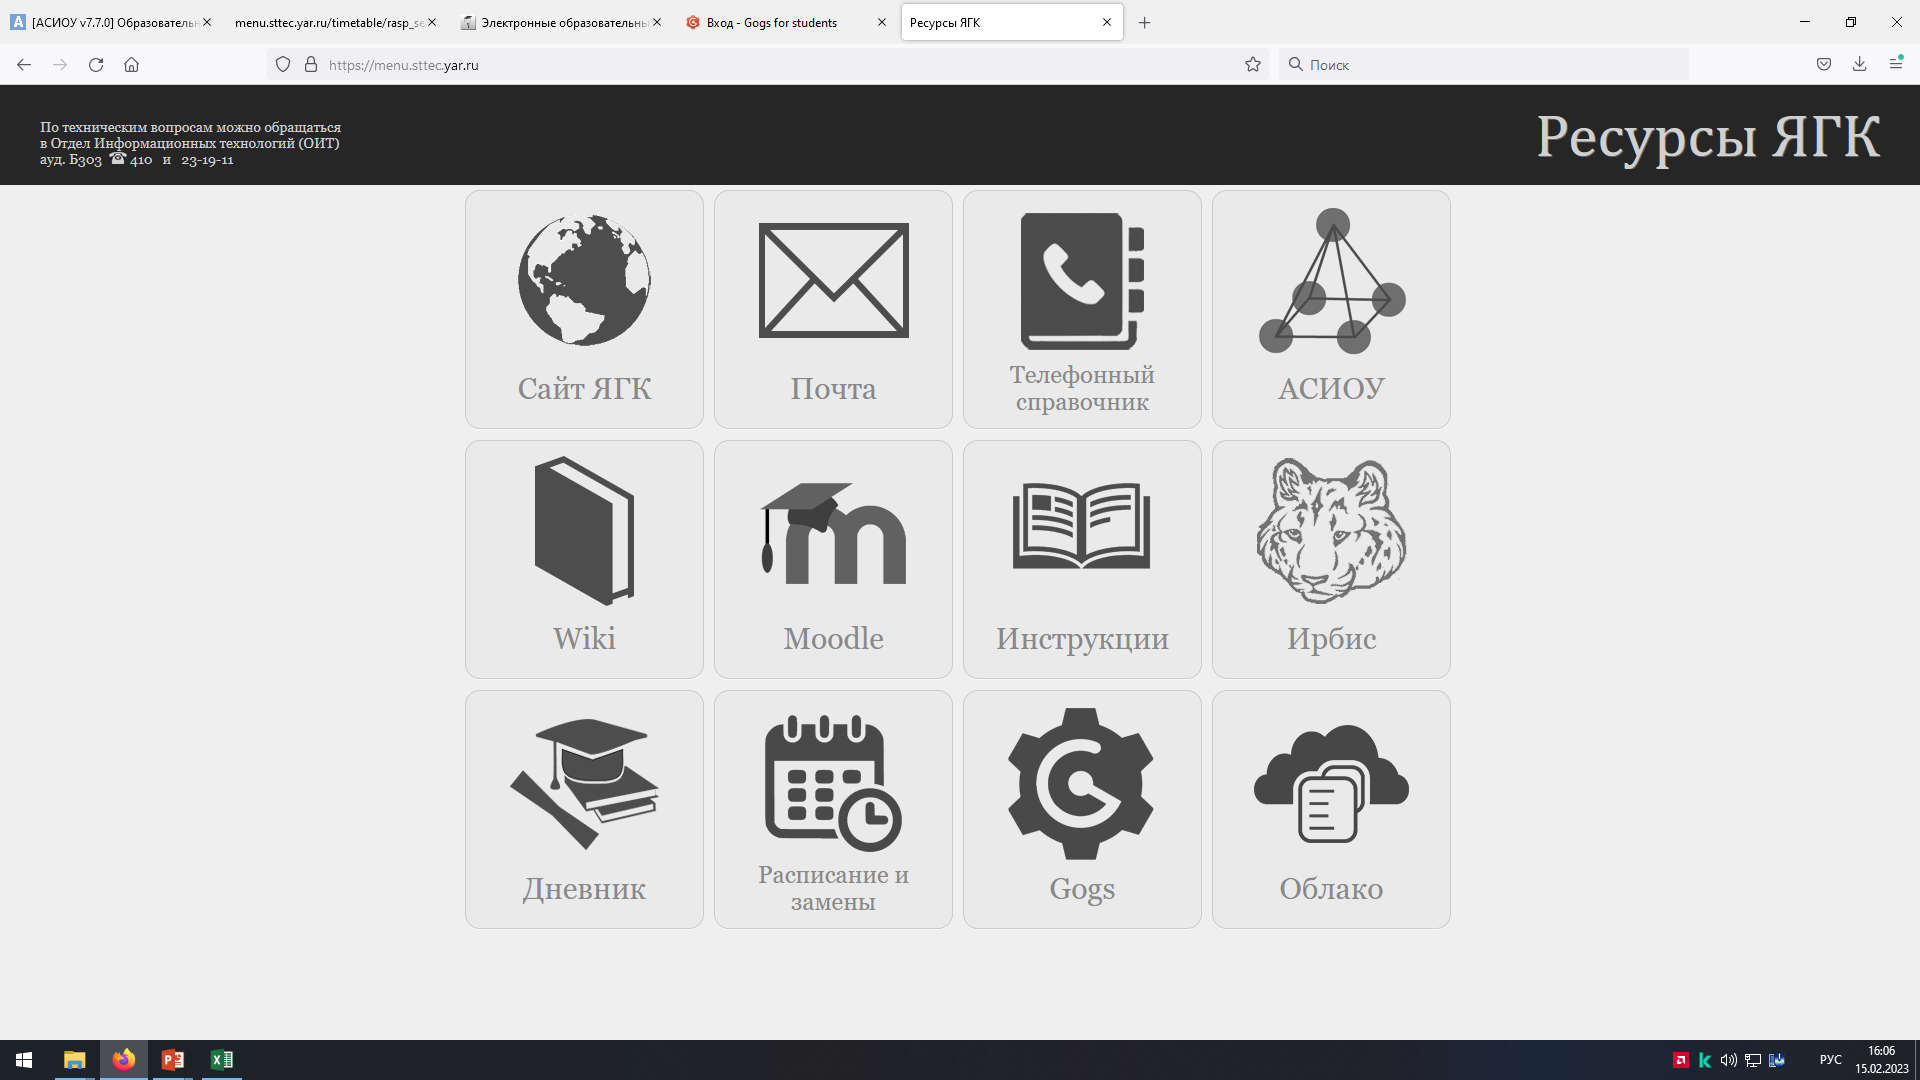 [АСИОУ v7.7.0] Образователь
menu.sttec.yar.ru/timetable/rasp_se
Электронные образовательны
Вход - Gogs for students
Ресурсы ЯГК
https://menu.sttec.yar.ru
Поиск
По техническим вопросам можно обращаться
в Отдел Информационных технологий (ОИТ)
ауд. Б303 ☎ 410 и 23-19-11
Ресурсы ЯГК
Сайт ЯГК
Почта
Телефонный
справочник
АСИОУ
Wiki
Moodle
Инструкции
Ирбис
Дневник
Расписание и
замены
Gogs
Облако
РУС
16:06
15.02.2023